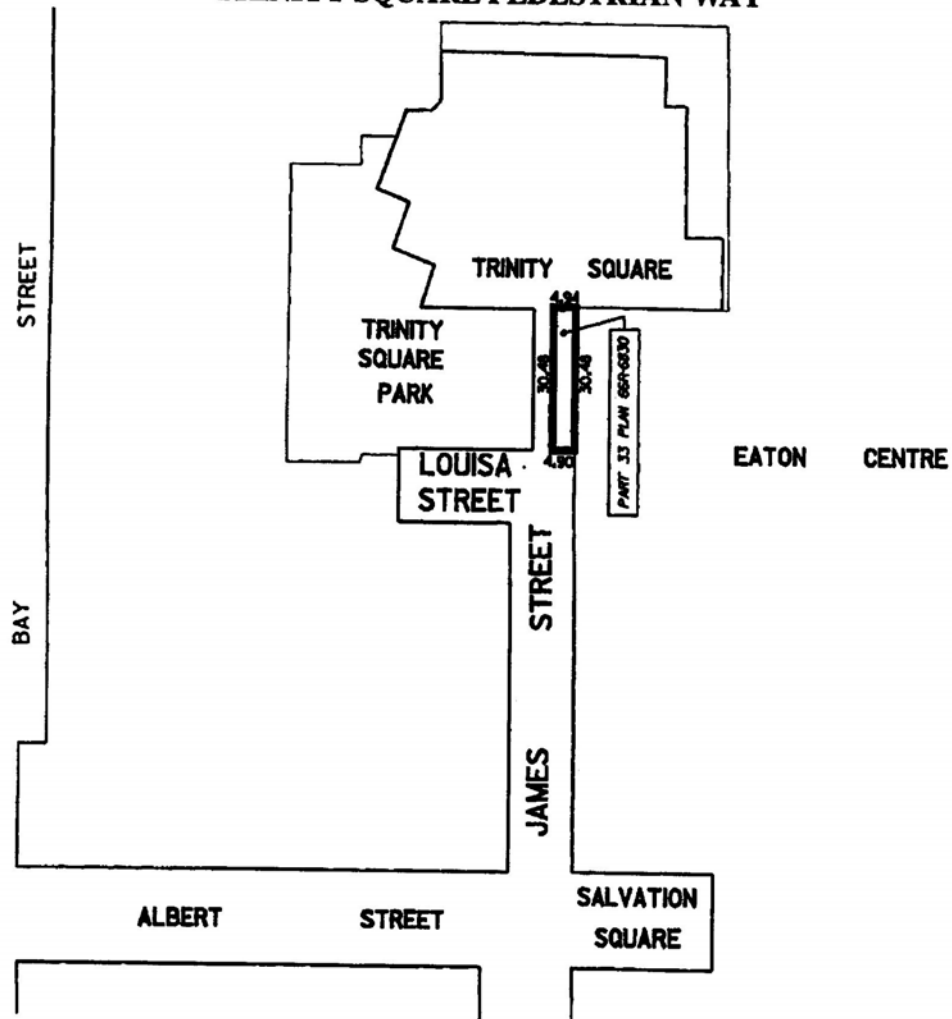 TRINITY SQUARE PEDESTRIAN WAY
STREET
BAY
TRINITY SQUARE
4.94
30.48
30.48
4.90
PART 33 PLAN 66R-6830
TRINITY
SQUARE
PARK
LOUISA
STREET
EATON CENTRE
STREET
JAMES
ALBERT STREET
SALVATION
SQUARE